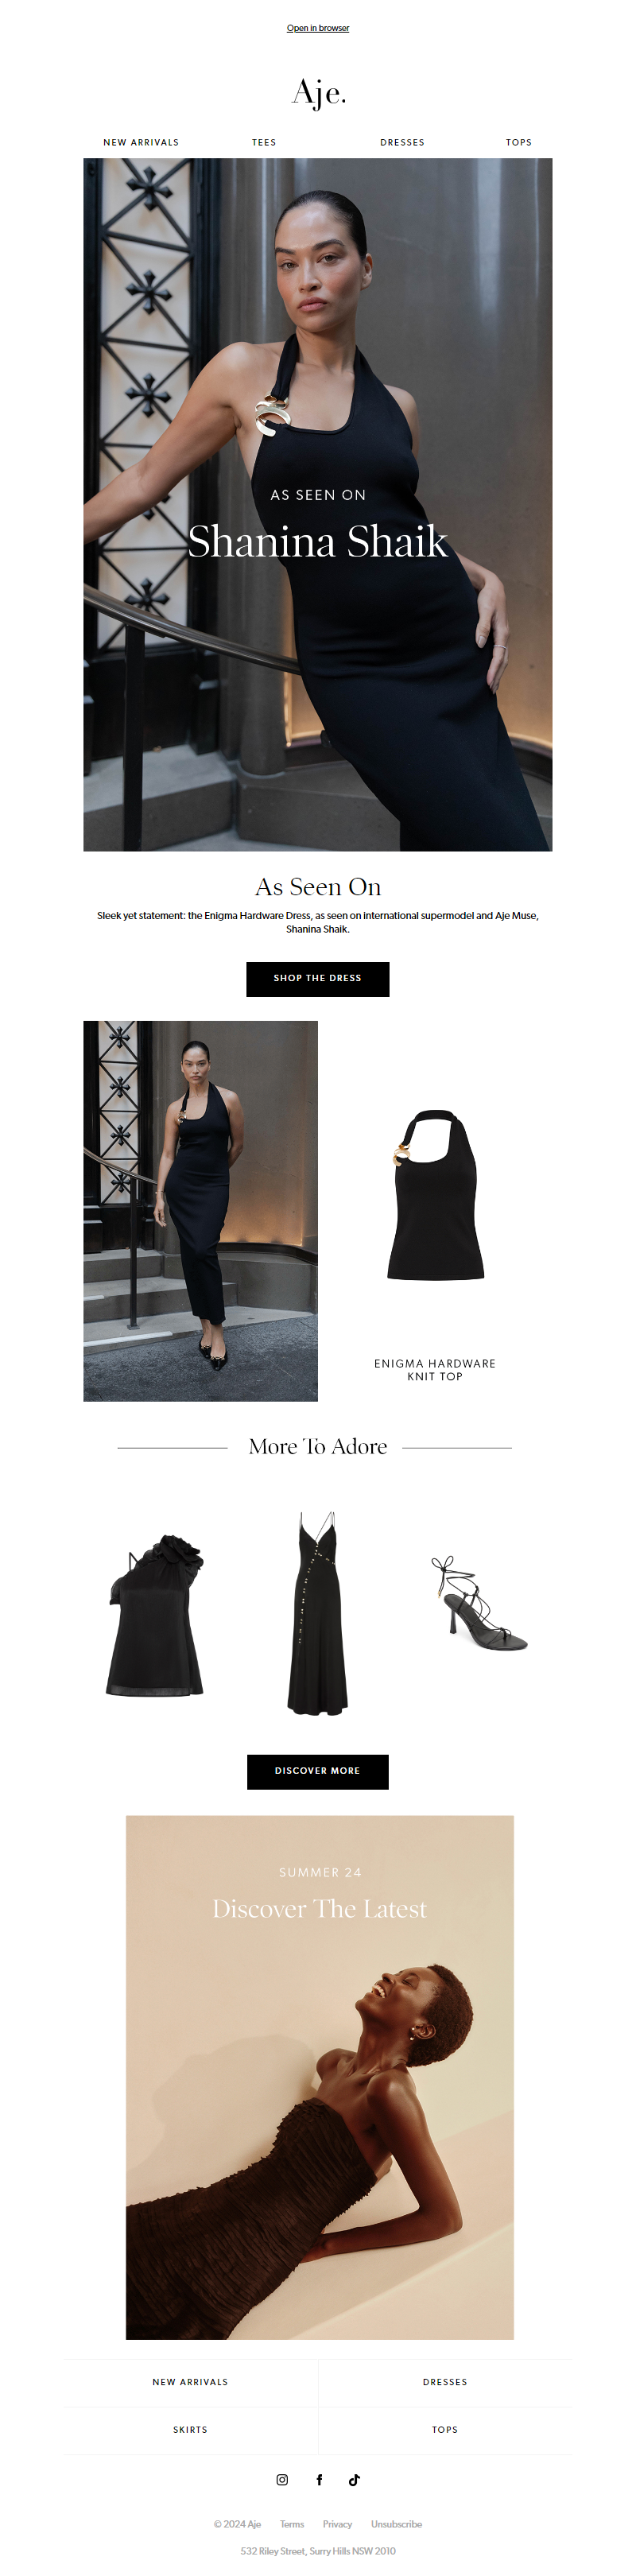 Open in browser
Aje.
NEW ARRIVALS TEES DRESSES TOPS
AS SEEN ON
Shanina Shaik
As Seen On
Sleek yet statement: the Enigma Hardware Dress, as seen on international supermodel and Aje Muse,
Shanina Shaik.
SHOP THE DRESS
ENIGMA HARDWARE
KNIT TOP
More To Adore
DISCOVER MORE
SUMMER 24
Discover The Latest
NEW ARRIVALS DRESSES
SKIRTS TOPS
© 2024 Aje Terms Privacy Unsubscribe
532 Riley Street, Surry Hills NSW 2010